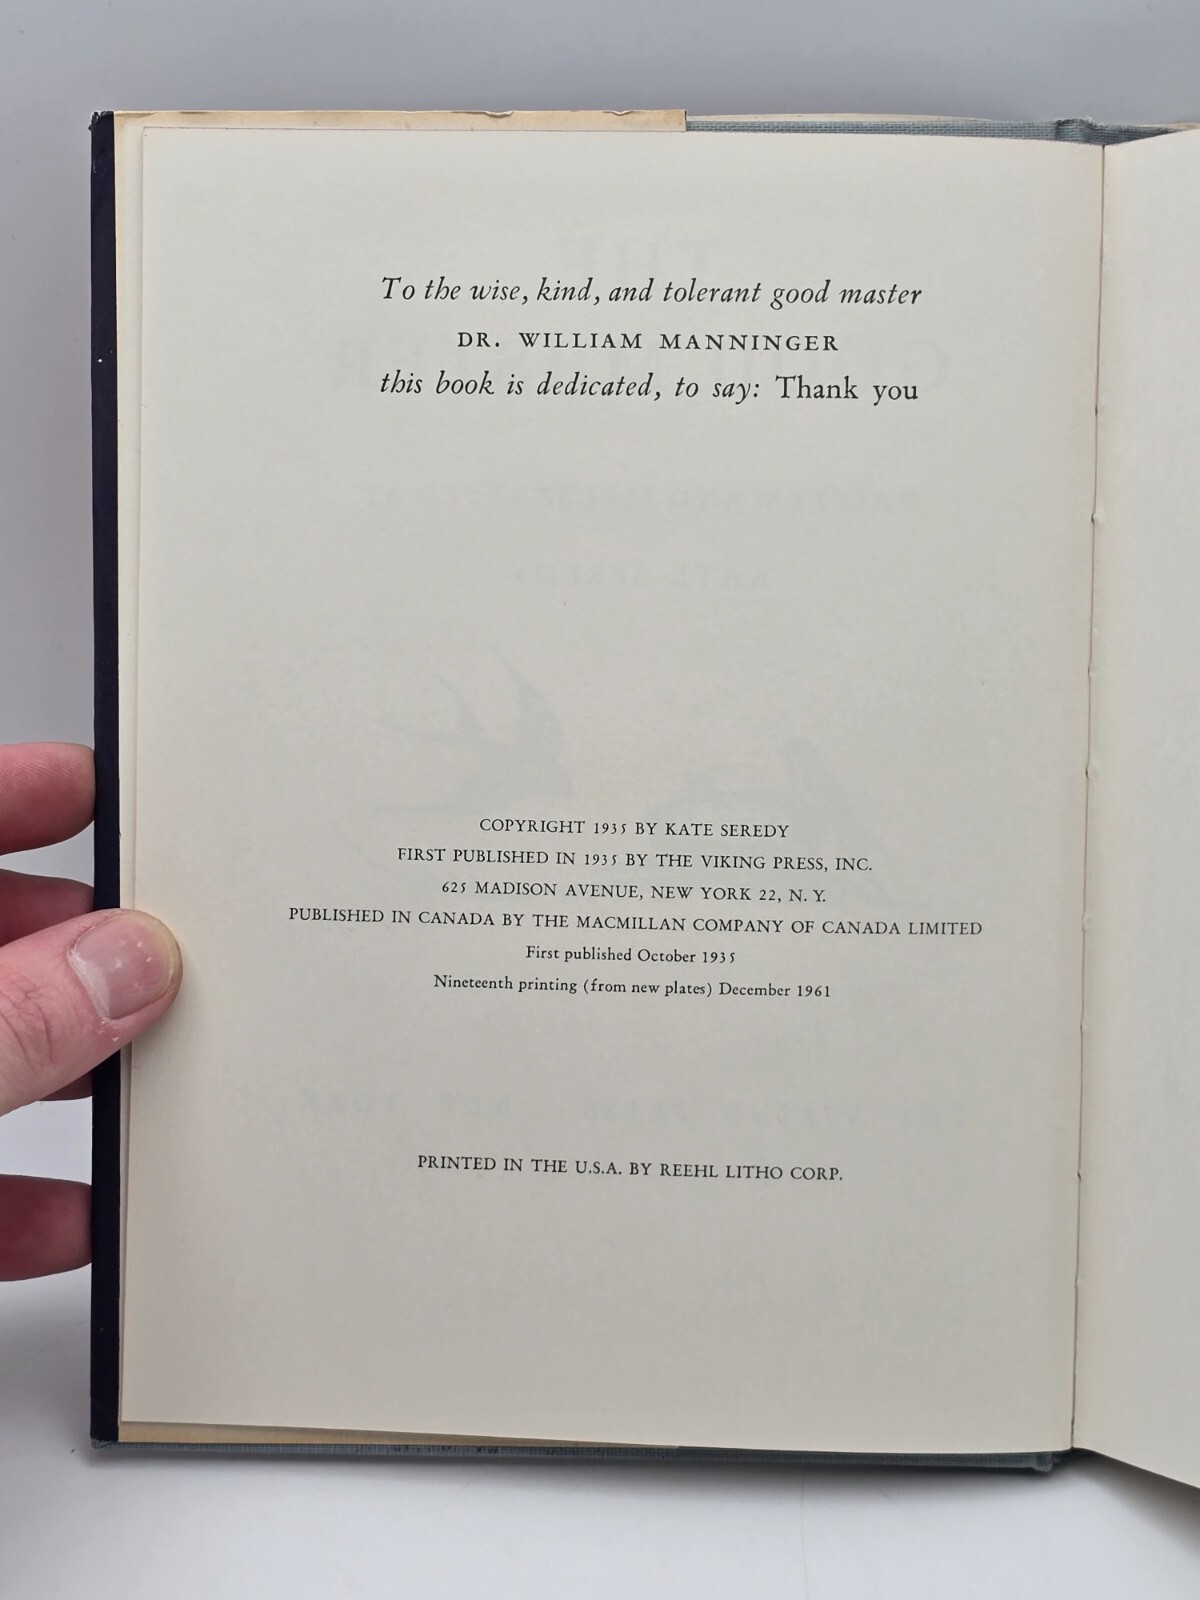 To the wise, kind, and tolerant good master
DR. WILLIAM MANNINGER
this book is dedicated, to say: Thank you
COPYRIGHT 1935 BY KATE SEREDY
FIRST PUBLISHED IN 1935 BY THE VIKING PRESS, INC.
625 MADISON AVENUE, NEW YORK 22, N. Y.
PUBLISHED IN CANADA BY THE MACMILLAN COMPANY OF CANADA LIMITED
First published October 1935
Nineteenth printing (from new plates) December 1961
PRINTED IN THE U.S.A. BY REEHL LITHO CORP.